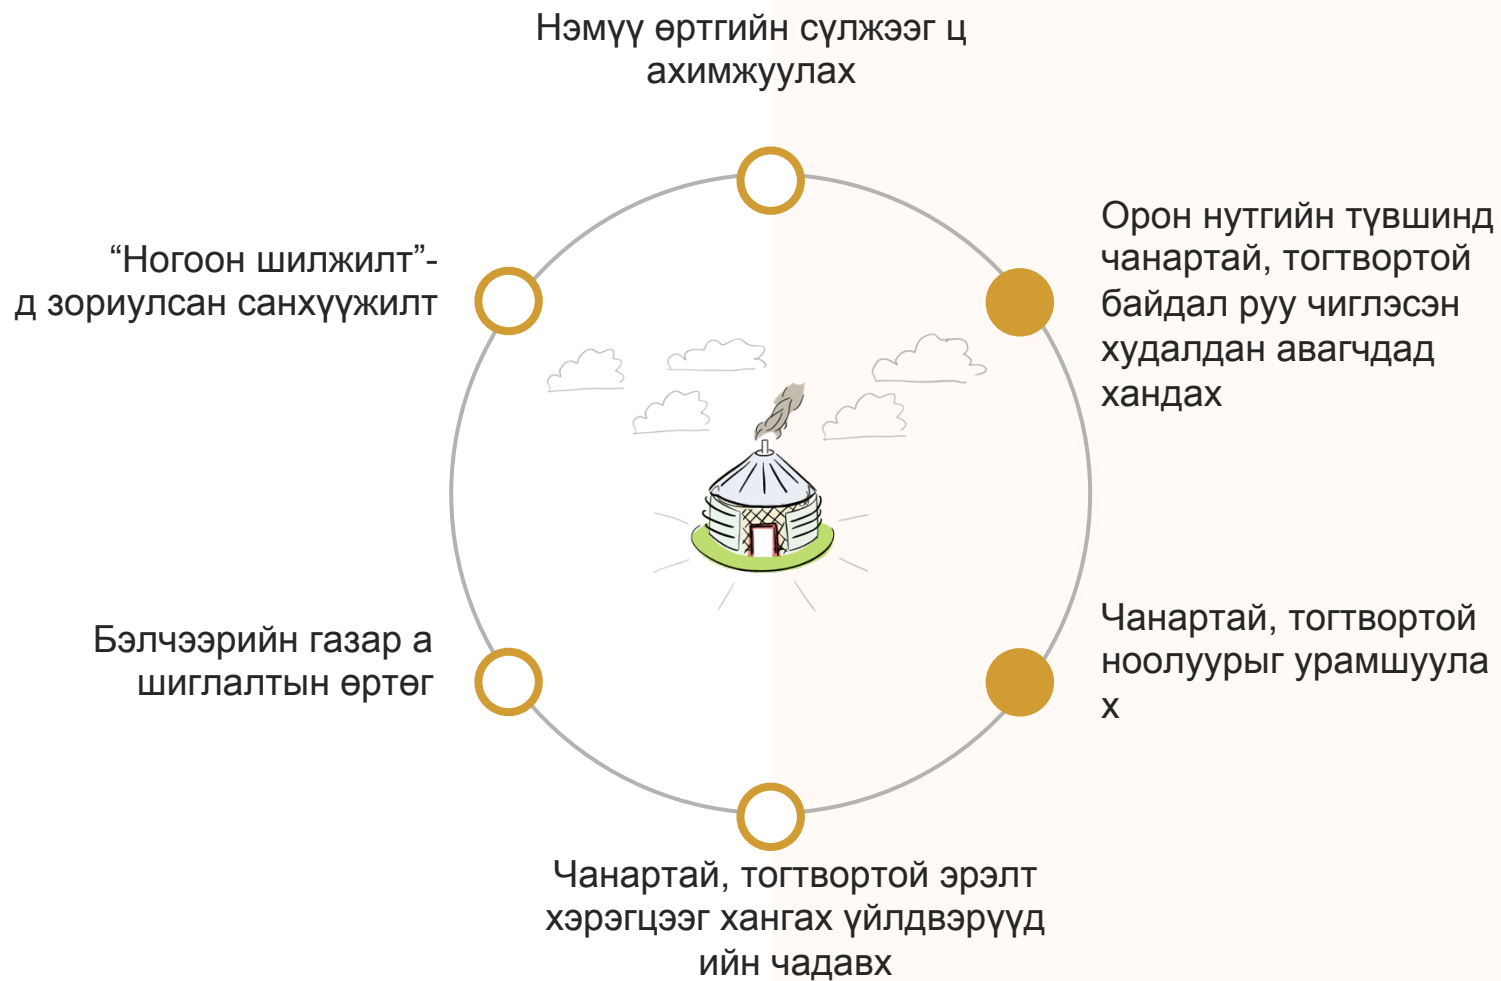 Нэмүү өртгийн сүлжээг ц
ахимжуулах
Орон нутгийн түвшинд
чанартай, тогтвортой
байдал руу чиглэсэн
худалдан авагчдад
хандах
Чанартай, тогтвортой
ноолуурыг урамшуула
х
Чанартай, тогтвортой эрэлт
хэрэгцээг хангах үйлдвэрүүд
ийн чадавх
Бэлчээрийн газар а
шиглалтын өртөг
“Ногоон шилжилт”-
д зориулсан санхүүжилт